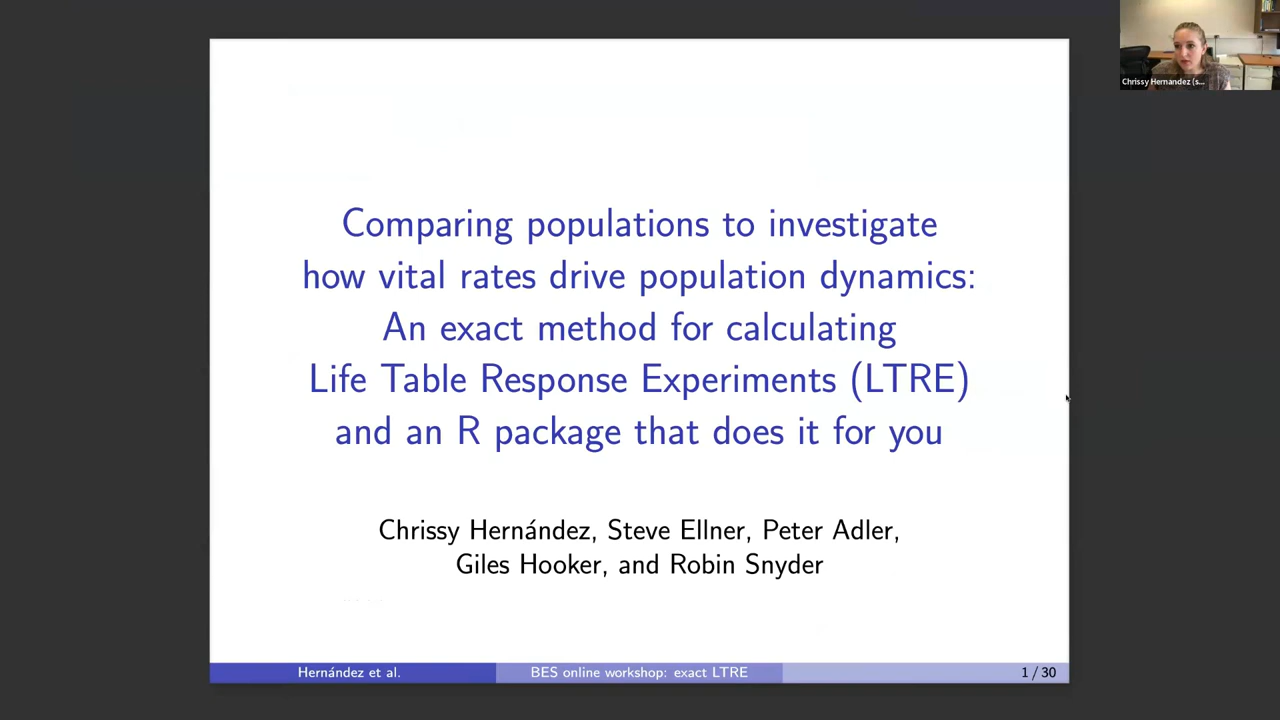 Chrissy Hernandez (s...
Comparing populations to investigate
how vital rates drive population dynamics:
An exact method for calculating
Life Table Response Experiments (LTRE)
and an R package that does it for you
Chrissy Hernández, Steve Ellner, Peter Adler,
Giles Hooker, and Robin Snyder
Hernández et al.
BES online workshop: exact LTRE
1 / 30